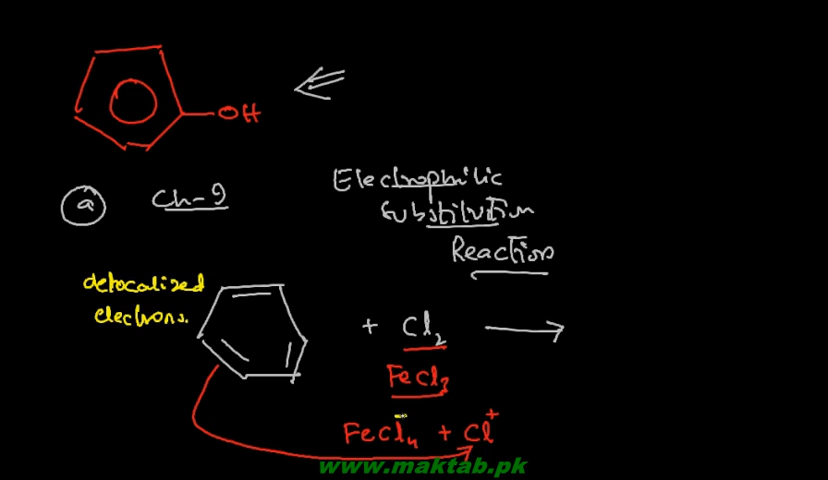 OH
a
Ch-9
Electrophilic
Substitution
Reaction
delocalized
electrons.
+ Cl₂ ⟶
FeCl₃
FeCl₄⁻ + Cl⁺
www.maktab.pk